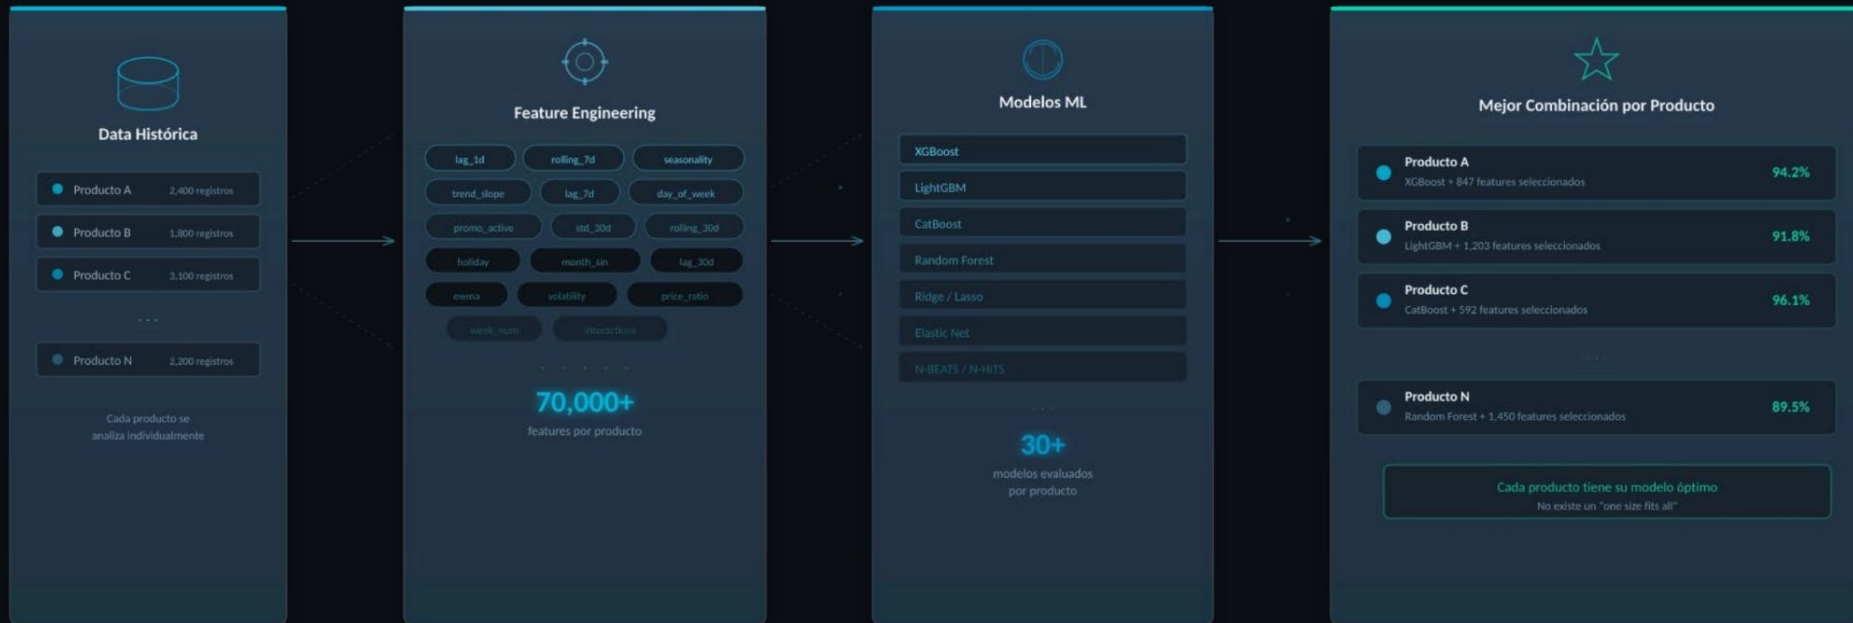 Data Histórica
Producto A 2,400 registros
Producto B 1,800 registros
Producto C 3,100 registros
...
Producto N 2,200 registros
Cada producto se
analiza individualmente
Feature Engineering
lag_1d rolling_7d seasonality
trend_slope lag_7d day_of_week
promo_active std_30d rolling_30d
holiday month_sin lag_30d
ewma volatility price_ratio
week_num interactions
. . . . .
70,000+
features por producto
Modelos ML
XGBoost
LightGBM
CatBoost
Random Forest
Ridge / Lasso
Elastic Net
N-BEATS / N-HiTS
...
30+
modelos evaluados
por producto
Mejor Combinación por Producto
Producto A
XGBoost + 847 features seleccionados
94.2%
Producto B
LightGBM + 1,203 features seleccionados
91.8%
Producto C
CatBoost + 592 features seleccionados
96.1%
...
Producto N
Random Forest + 1,450 features seleccionados
89.5%
Cada producto tiene su modelo óptimo
No existe un "one size fits all"